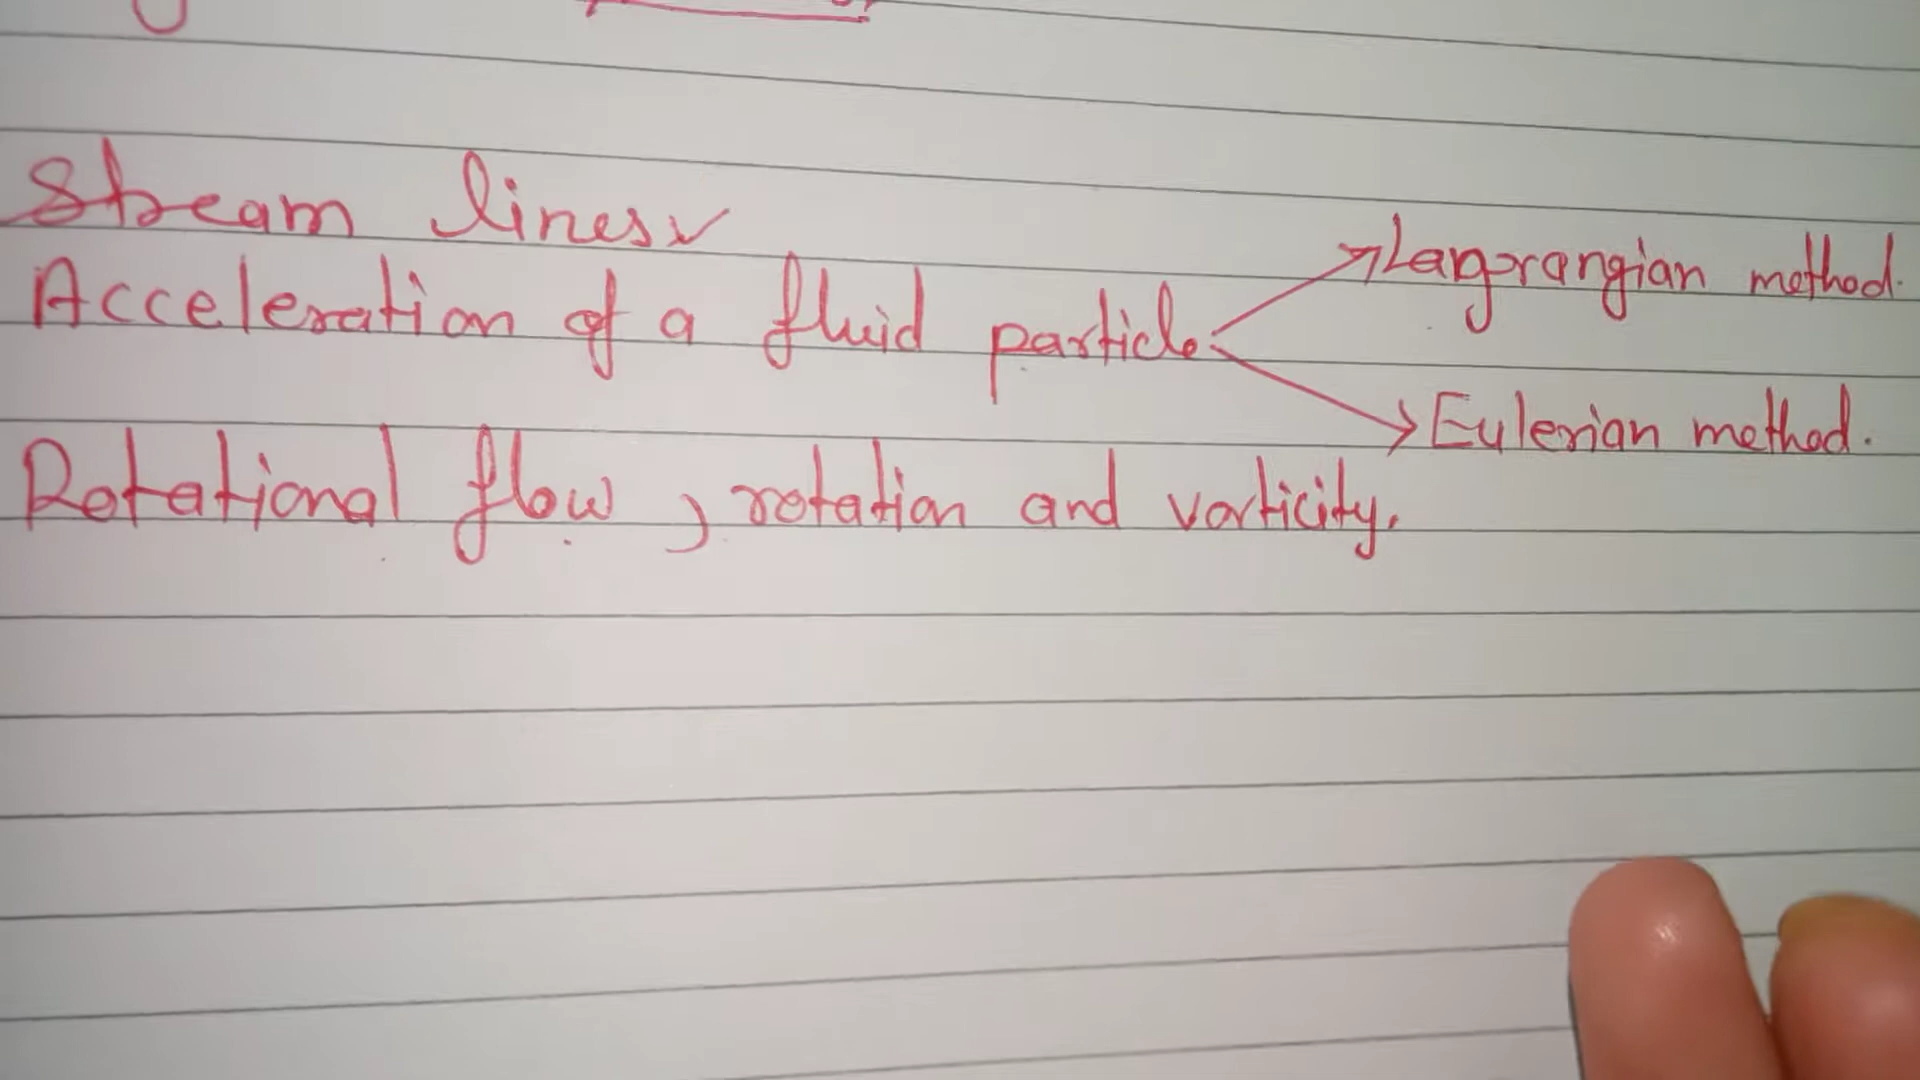 Stream lines
Acceleration of a fluid particle
Lagrangian method.
Eulerian method.
Rotational flow, rotation and vorticity.